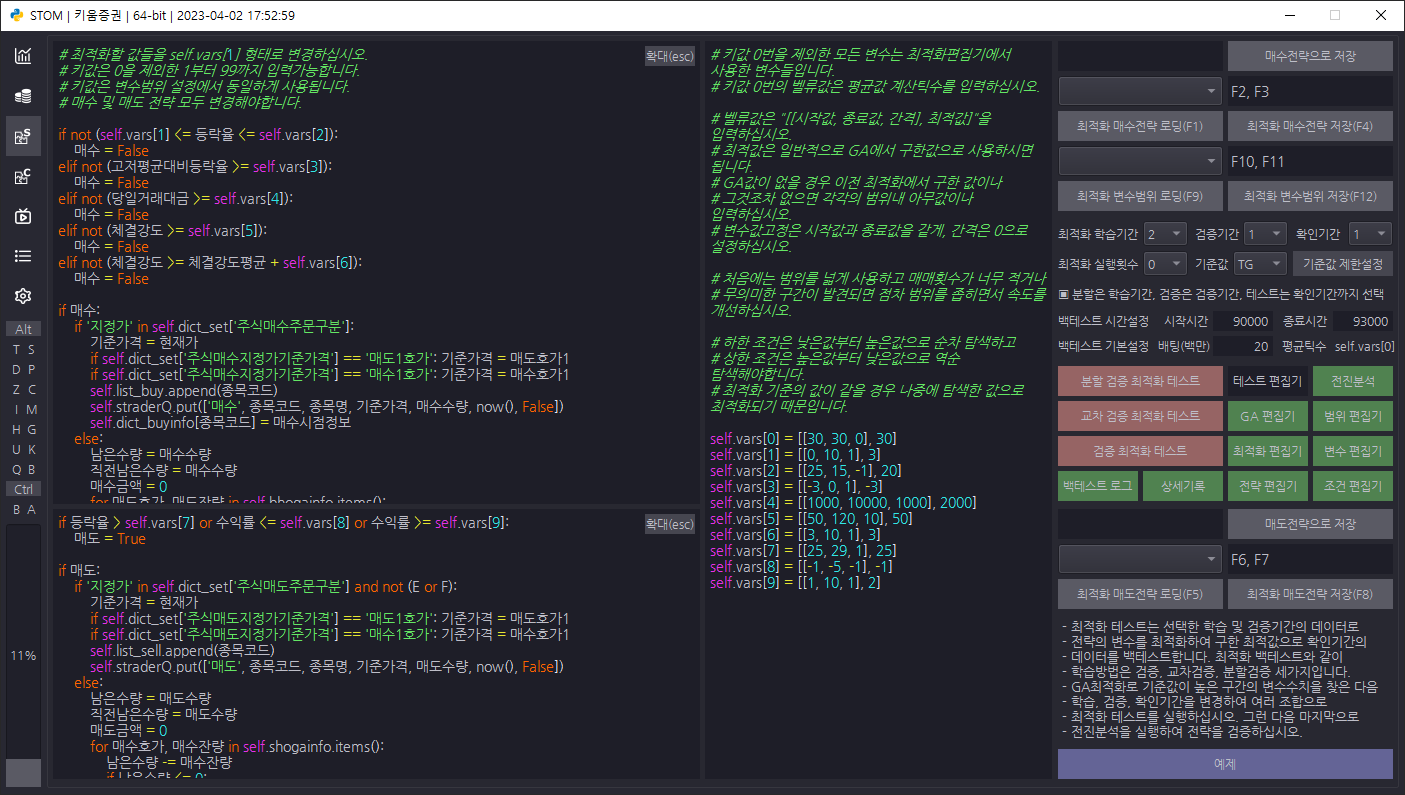 STOM | 키움증권 | 64-bit | 2023-04-02 17:52:59
Alt
T S
D P
Z C
I M
H G
U K
Q B
Ctrl
B A
11%
# 최적화할 값들을 self.vars[1] 형태로 변경하십시오.
# 키값은 0을 제외한 1부터 99까지 입력가능합니다.
# 키값은 변수범위 설정에서 동일하게 사용됩니다.
# 매수 및 매도 전략 모두 변경해야합니다.
확대(esc)
if not (self.vars[1] <= 등락율 <= self.vars[2]):
매수 = False
elif not (고저평균대비등락율 >= self.vars[3]):
매수 = False
elif not (당일거래대금 >= self.vars[4]):
매수 = False
elif not (체결강도 >= self.vars[5]):
매수 = False
elif not (체결강도 >= 체결강도평균 + self.vars[6]):
매수 = False
if 매수:
if '지정가' in self.dict_set['주식매수주문구분']:
기준가격 = 현재가
if self.dict_set['주식매수지정가기준가격'] == '매도1호가': 기준가격 = 매도호가1
if self.dict_set['주식매수지정가기준가격'] == '매수1호가': 기준가격 = 매수호가1
self.list_buy.append(종목코드)
self.straderQ.put(['매수', 종목코드, 종목명, 기준가격, 매수수량, now(), False])
self.dict_buyinfo[종목코드] = 매수시점정보
else:
남은수량 = 매수수량
직전남은수량 = 매수수량
매수금액 = 0
for 매도호가, 매도잔량 in self.bhogainfo.items():
if 등락율 > self.vars[7] or 수익률 <= self.vars[8] or 수익률 >= self.vars[9]:
매도 = True
확대(esc)
if 매도:
if '지정가' in self.dict_set['주식매도주문구분'] and not (E or F):
기준가격 = 현재가
if self.dict_set['주식매도지정가기준가격'] == '매도1호가': 기준가격 = 매도호가1
if self.dict_set['주식매도지정가기준가격'] == '매수1호가': 기준가격 = 매수호가1
self.list_sell.append(종목코드)
self.straderQ.put(['매도', 종목코드, 종목명, 기준가격, 매도수량, now(), False])
else:
남은수량 = 매도수량
직전남은수량 = 매도수량
매도금액 = 0
for 매수호가, 매수잔량 in self.shogainfo.items():
남은수량 -= 매수잔량
if 남은수량 <= 0:
# 키값 0번을 제외한 모든 변수는 최적화편집기에서
사용한 변수들입니다.
# 키값 0번의 벨류값은 평균값 계산틱수를 입력하십시오.
# 벨류값은 "[[시작값, 종료값, 간격], 최적값]"을
입력하십시오.
# 최적값은 일반적으로 GA에서 구한값으로 사용하시면
됩니다.
# GA값이 없을 경우 이전 최적화에서 구한 값이나
# 그것조차 없으면 각각의 범위내 아무값이나
입력하십시오.
# 변수값고정은 시작값과 종료값을 같게, 간격은 0으로
설정하십시오.
# 처음에는 범위를 넓게 사용하고 매매횟수가 너무 적거나
# 무의미한 구간이 발견되면 점차 범위를 좁히면서 속도를
개선하십시오.
# 하한 조건은 낮은값부터 높은값으로 순차 탐색하고
# 상한 조건은 높은값부터 낮은값으로 역순
탐색해야합니다.
# 최적화 기준의 값이 같을 경우 나중에 탐색한 값으로
최적화되기 때문입니다.
self.vars[0] = [[30, 30, 0], 30]
self.vars[1] = [[0, 10, 1], 3]
self.vars[2] = [[25, 15, -1], 20]
self.vars[3] = [[-3, 0, 1], -3]
self.vars[4] = [[1000, 10000, 1000], 2000]
self.vars[5] = [[50, 120, 10], 50]
self.vars[6] = [[3, 10, 1], 3]
self.vars[7] = [[25, 29, 1], 25]
self.vars[8] = [[-1, -5, -1], -1]
self.vars[9] = [[1, 10, 1], 2]
매수전략으로 저장
F2, F3
최적화 매수전략 로딩(F1) 최적화 매수전략 저장(F4)
F10, F11
최적화 변수범위 로딩(F9) 최적화 변수범위 저장(F12)
최적화 학습기간 2 검증기간 1 확인기간 1
최적화 실행횟수 0 기준값 TG 기준값 제한설정
▣ 분할은 학습기간, 검증은 검증기간, 테스트는 확인기간까지 선택
백테스트 시간설정 시작시간 90000 종료시간 93000
백테스트 기본설정 배팅(백만) 20 평균틱수 self.vars[0]
분할 검증 최적화 테스트 테스트 편집기 전진분석
교차 검증 최적화 테스트 GA 편집기 범위 편집기
검증 최적화 테스트 최적화 편집기 변수 편집기
백테스트 로그 상세기록 전략 편집기 조건 편집기
매도전략으로 저장
F6, F7
최적화 매도전략 로딩(F5) 최적화 매도전략 저장(F8)
- 최적화 테스트는 선택한 학습 및 검증기간의 데이터로
- 전략의 변수를 최적화하여 구한 최적값으로 확인기간의
- 데이터를 백테스트합니다. 최적화 백테스트와 같이
- 학습방법은 검증, 교차검증, 분할검증 세가지입니다.
- GA최적화로 기준값이 높은 구간의 변수수치을 찾은 다음
- 학습, 검증, 확인기간을 변경하여 여러 조합으로
- 최적화 테스트를 실행하십시오. 그런 다음 마지막으로
- 전진분석을 실행하여 전략을 검증하십시오.
예제